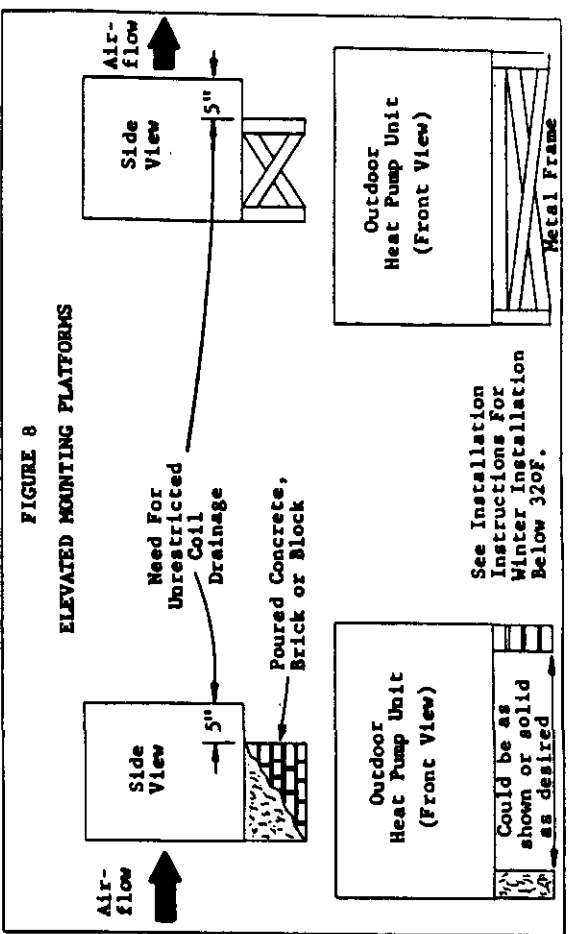 FIGURE 8
ELEVATED MOUNTING PLATFORMS
Air-
flow
Side
View
5"
Need For
Unrestricted
Coil
Drainage
Poured Concrete,
Brick or Block
Side
View
5"
Air-
flow
Outdoor
Heat Pump Unit
(Front View)
Could be as
shown or solid
as desired
See Installation
Instructions For
Winter Installation
Below 32°F.
Outdoor
Heat Pump Unit
(Front View)
Metal Frame